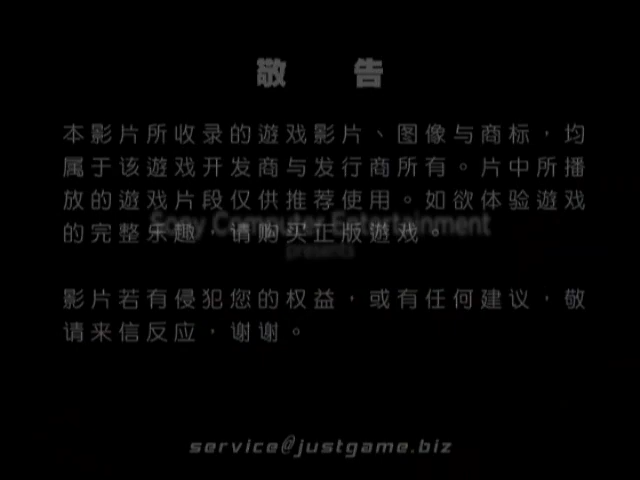 敬 告
本影片所收录的遊戏影片、图像与商标，均
属于该遊戏开发商与发行商所有。片中所播
放的遊戏片段仅供推荐使用。如欲体验遊戏
Sony Computer Entertainment
的完整乐趣，请购买正版遊戏。
presents
影片若有侵犯您的权益，或有任何建议，敬
请来信反应，谢谢。
service@justgame.biz